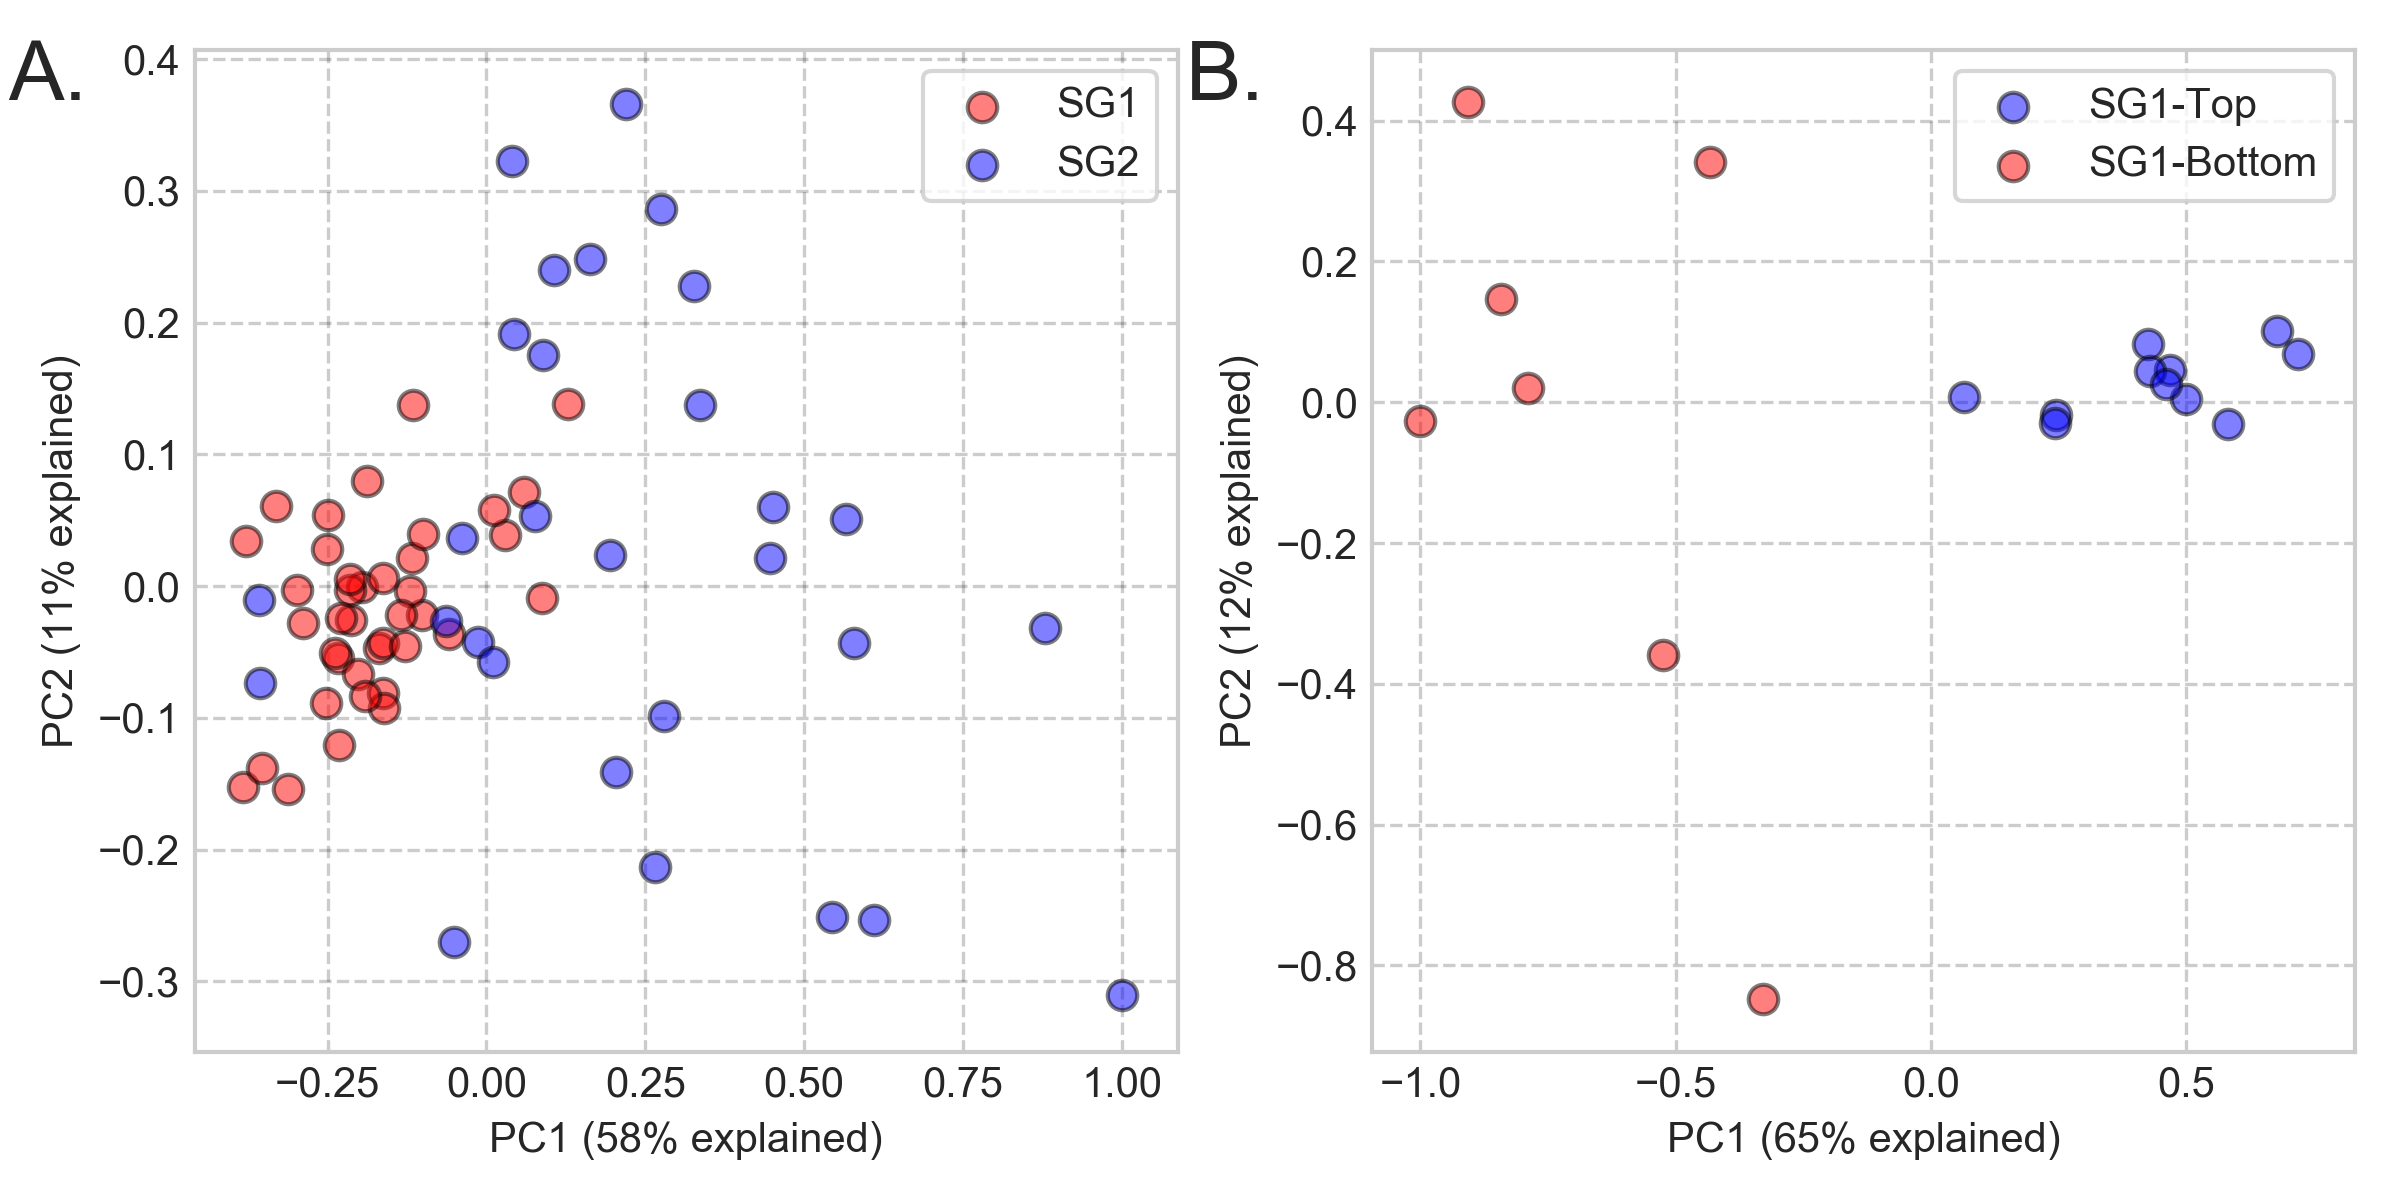 A.
0.4
0.3
0.2
0.1
0.0
−0.1
−0.2
−0.3
PC2 (11% explained)
SG1
SG2
−0.25 0.00 0.25 0.50 0.75 1.00
PC1 (58% explained)
B.
0.4
0.2
0.0
−0.2
−0.4
−0.6
−0.8
PC2 (12% explained)
SG1-Top
SG1-Bottom
−1.0 −0.5 0.0 0.5
PC1 (65% explained)